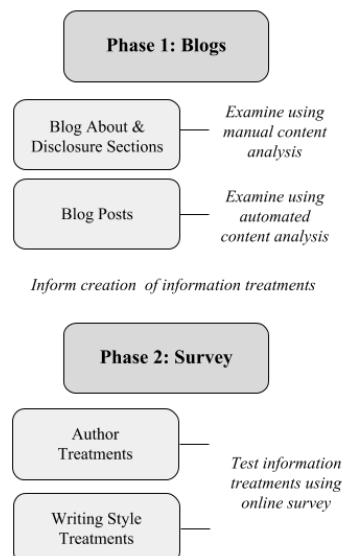 Phase 1: Blogs
Blog About &
Disclosure Sections
Examine using
manual content
analysis
Blog Posts
Examine using
automated
content analysis
Inform creation of information treatments
Phase 2: Survey
Author
Treatments
Test information
treatments using
online survey
Writing Style
Treatments